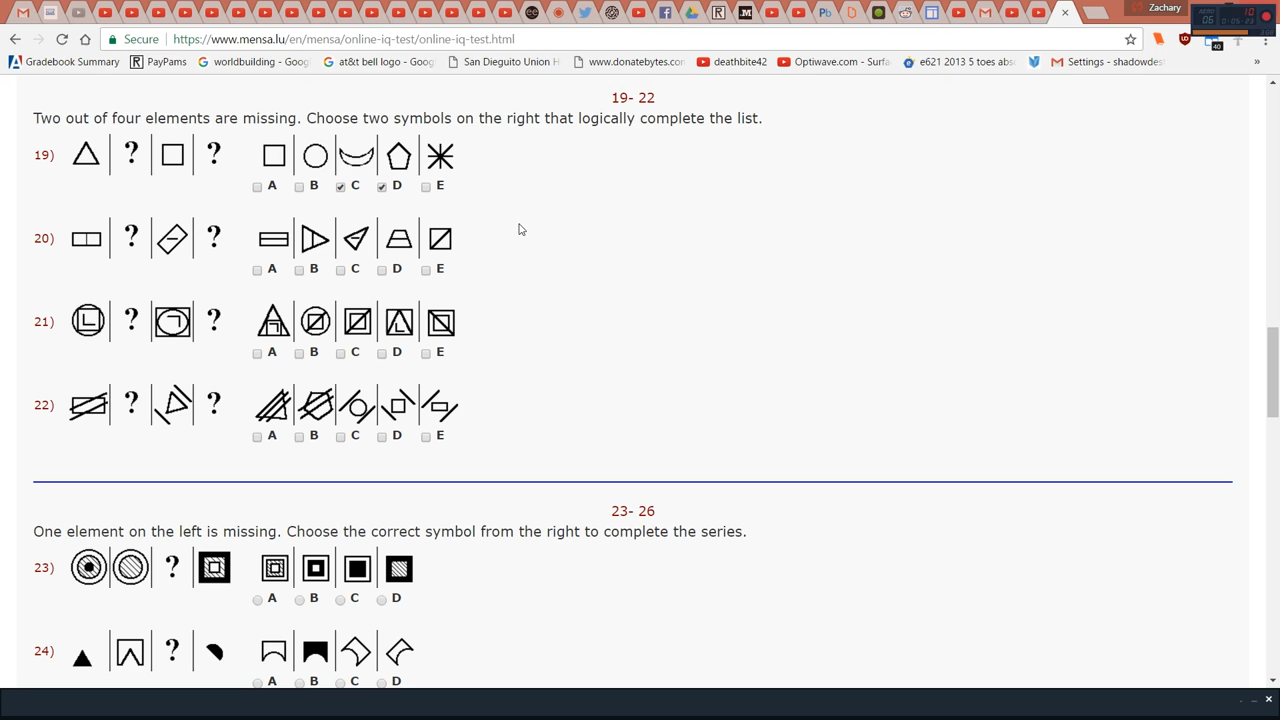 Zachary
Secure https://www.mensa.lu/en/mensa/online-iq-test/online-iq-test.html
Gradebook Summary PayPams worldbuilding - Goog at&t bell logo - Goog San Dieguito Union H www.donatebytes.co deathbite42 Optiwave.com - Surfa e621 2013 5 toes abs Settings - shadowdes »
40
19- 22
Two out of four elements are missing. Choose two symbols on the right that logically complete the list.
19) ? ?
A B C D E
20) ? ?
A B C D E
21) ? ?
A B C D E
22) ? ?
A B C D E
23- 26
One element on the left is missing. Choose the correct symbol from the right to complete the series.
23) ?
A B C D
24) ?
A B C D